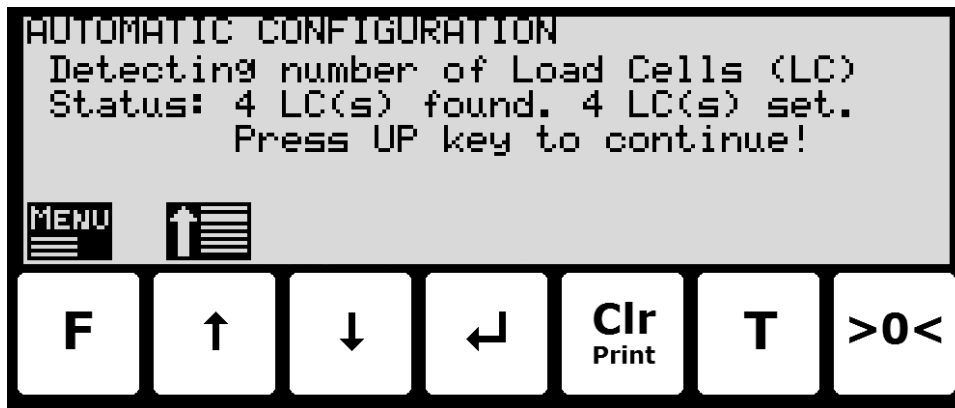 AUTOMATIC CONFIGURATION
Detecting number of Load Cells (LC)
Status: 4 LC(s) found. 4 LC(s) set.
Press UP key to continue!
MENU
F ↑ ↓ ↵ Clr T >0<
Print